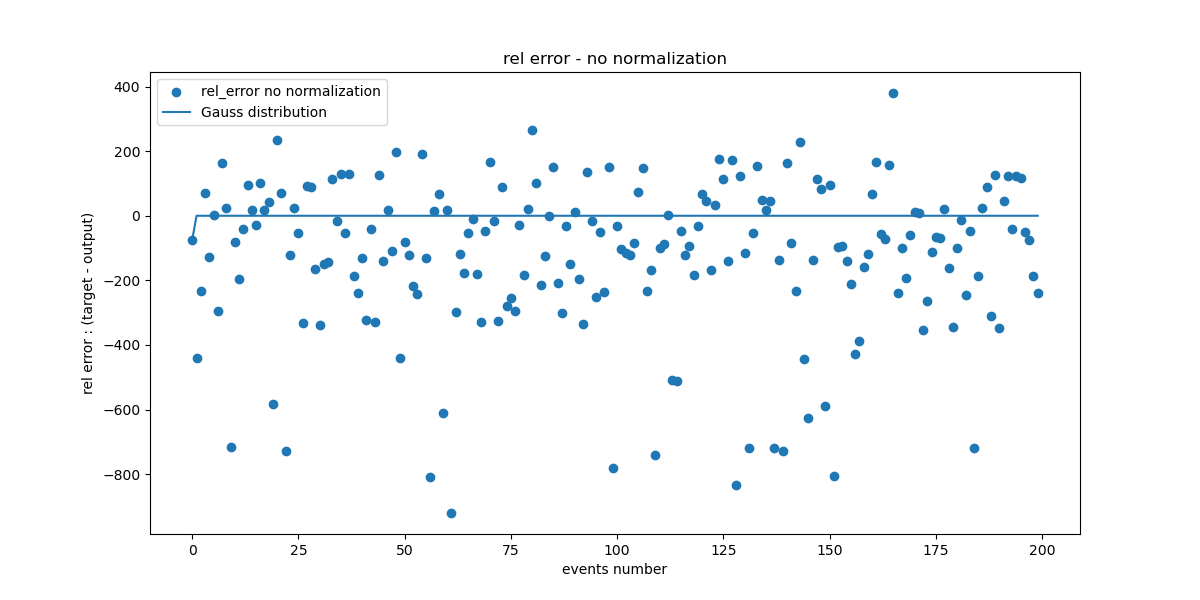 rel error - no normalization
rel_error no normalization
Gauss distribution
rel error : (target - output)
400
200
0
−200
−400
−600
−800
0 25 50 75 100 125 150 175 200
events number